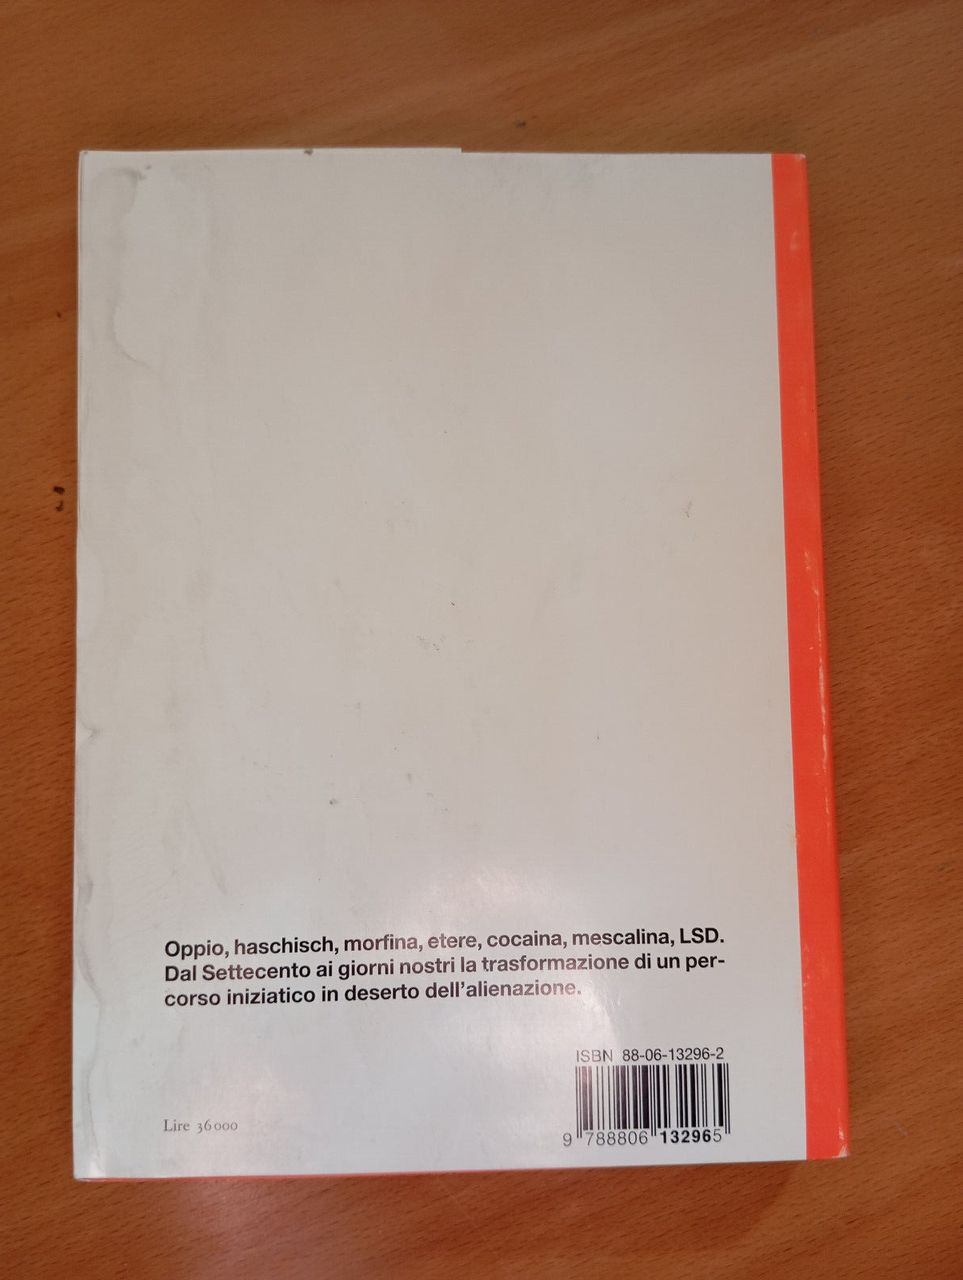 Oppio, haschisch, morfina, etere, cocaina, mescalina, LSD.
Dal Settecento ai giorni nostri la trasformazione di un per-
corso iniziatico in deserto dell'alienazione.
ISBN 88-06-13296-2
Lire 36000
9 788806 132965